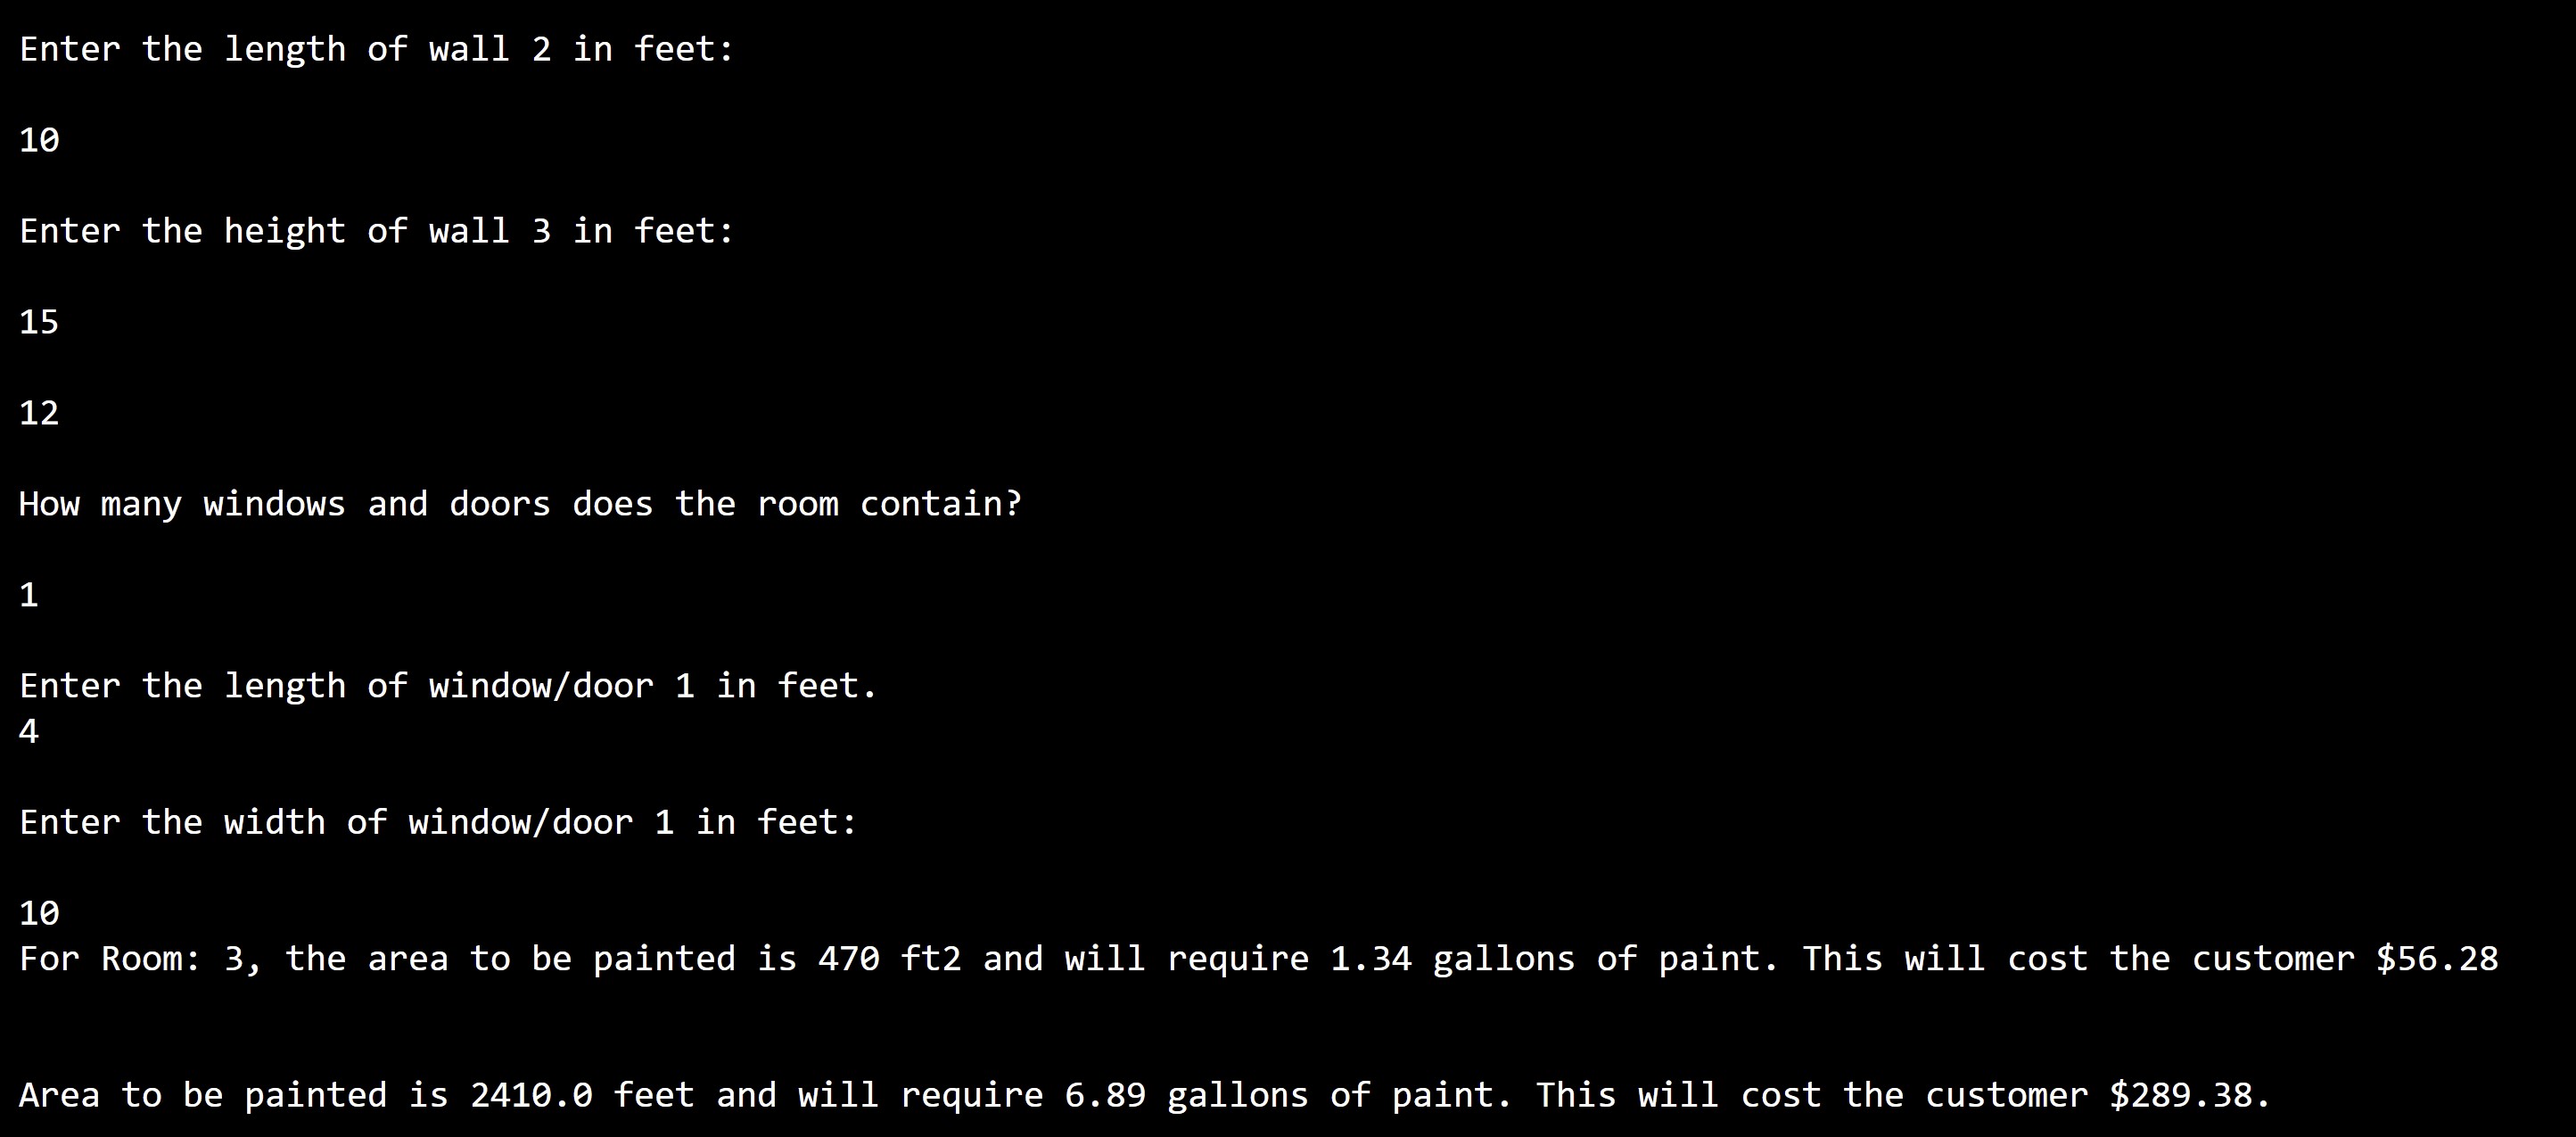 Enter the length of wall 2 in feet:
10
Enter the height of wall 3 in feet:
15
12
How many windows and doors does the room contain?
1
Enter the length of window/door 1 in feet.
4
Enter the width of window/door 1 in feet:
10
For Room: 3, the area to be painted is 470 ft2 and will require 1.34 gallons of paint. This will cost the customer $56.28
Area to be painted is 2410.0 feet and will require 6.89 gallons of paint. This will cost the customer $289.38.